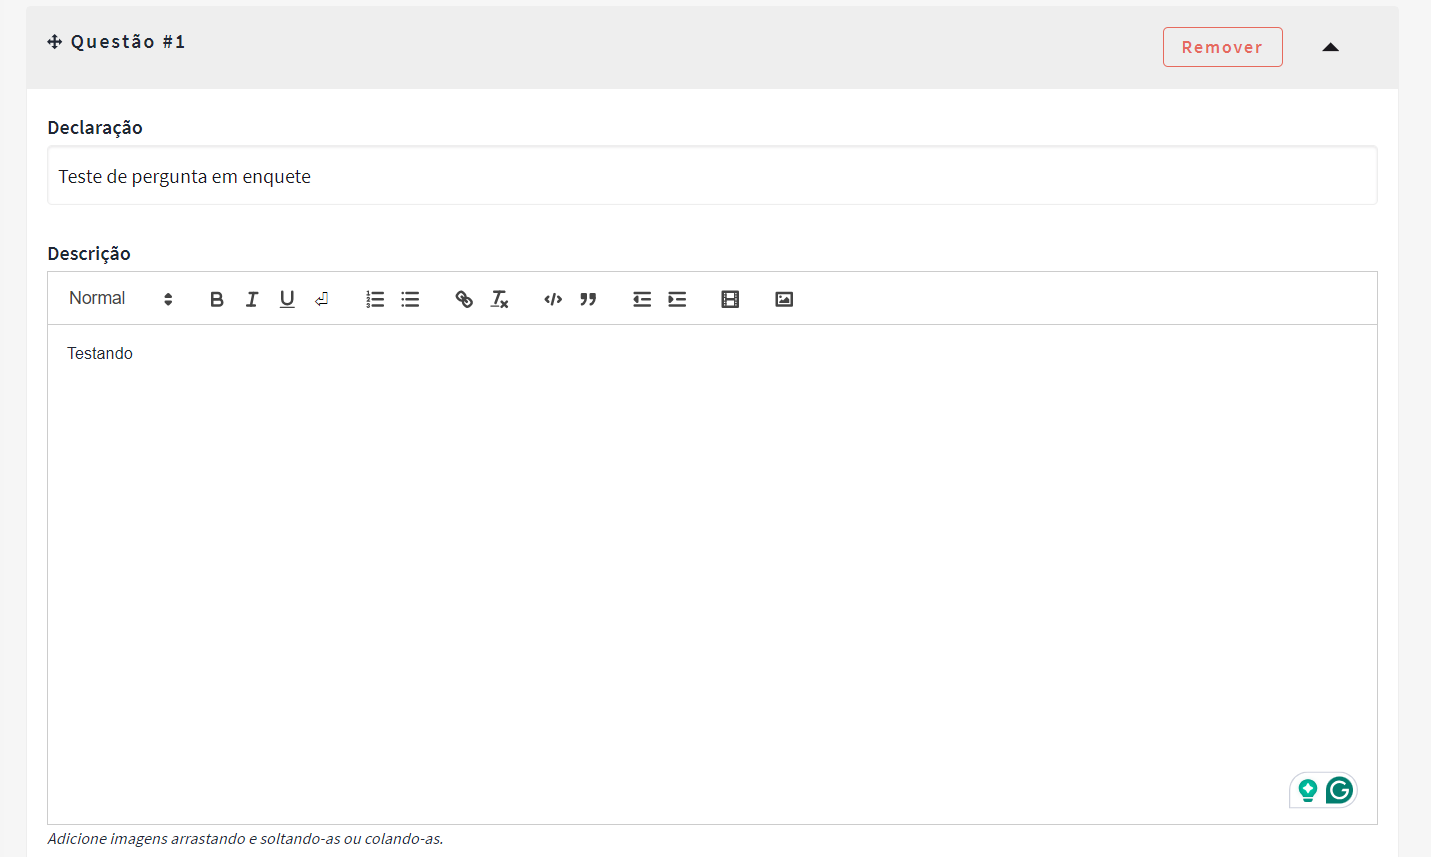 Questão #1
Remover
Declaração
Teste de pergunta em enquete
Descrição
Normal
Testando
Adicione imagens arrastando e soltando-as ou colando-as.